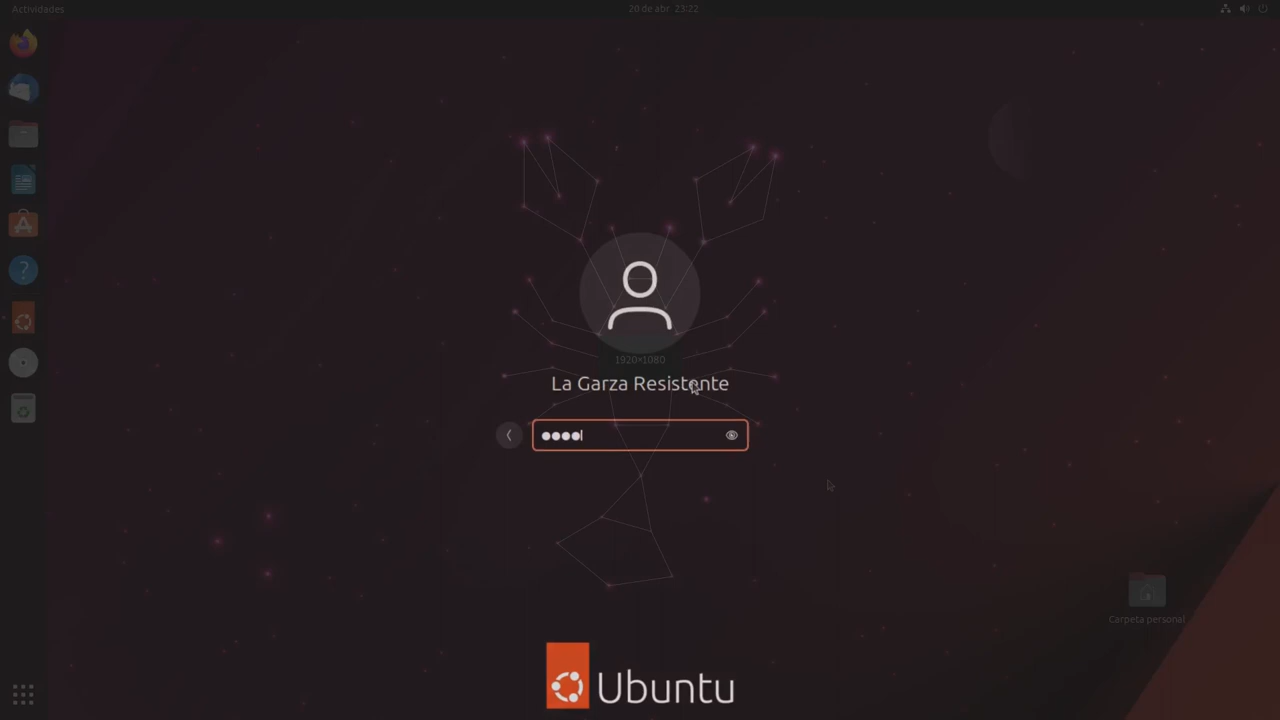 Actividades
20 de abr 23:22
1920×1080
La Garza Resistente
Carpeta personal
Ubuntu